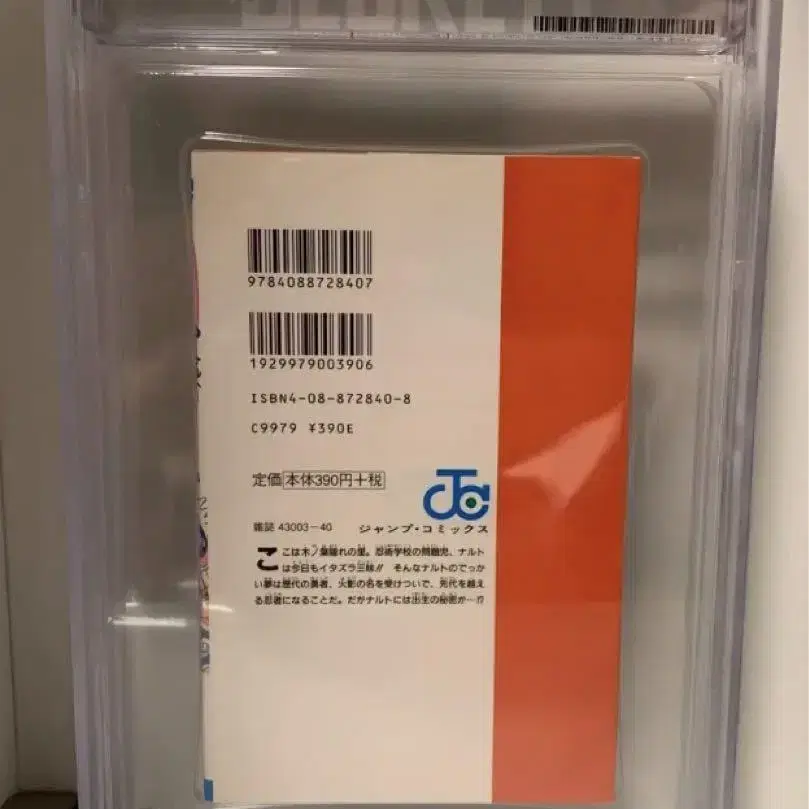 9784088728407
1929979003906
ISBN4-08-872840-8
C9979 ¥390E
定価 本体390円+税
雑誌 43003-40
ジャンプ・コミックス
ここは木ノ葉隠れの里。忍術学校の問題児、ナルト
は今日もイタズラ三昧!! そんなナルトのでっか
い夢は歴代の勇者、火影の名を受けついで、先代を越え
る忍者になることだ。だがナルトには出生の秘密が…!?